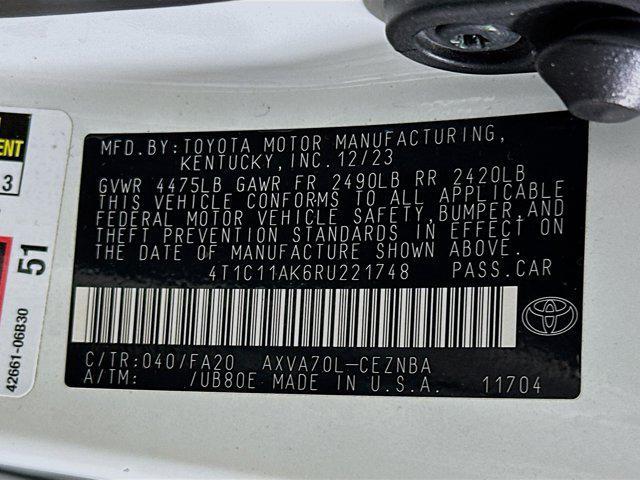 MFD.BY:TOYOTA MOTOR MANUFACTURING,
KENTUCKY,INC.12/23
GVWR 4475LB GAWR FR 2490LB RR 2420LB
THIS VEHICLE CONFORMS TO ALL APPLICABLE
FEDERAL MOTOR VEHICLE SAFETY,BUMPER,AND
THEFT PREVENTION STANDARDS IN EFFECT ON
THE DATE OF MANUFACTURE SHOWN ABOVE.
4T1C11AK6RU221748 PASS.CAR
C/TR:040/FA20 AXVA70L-CEZNBA
A/TM: /UB80E MADE IN U.S.A. 11704
51
42661-06B30